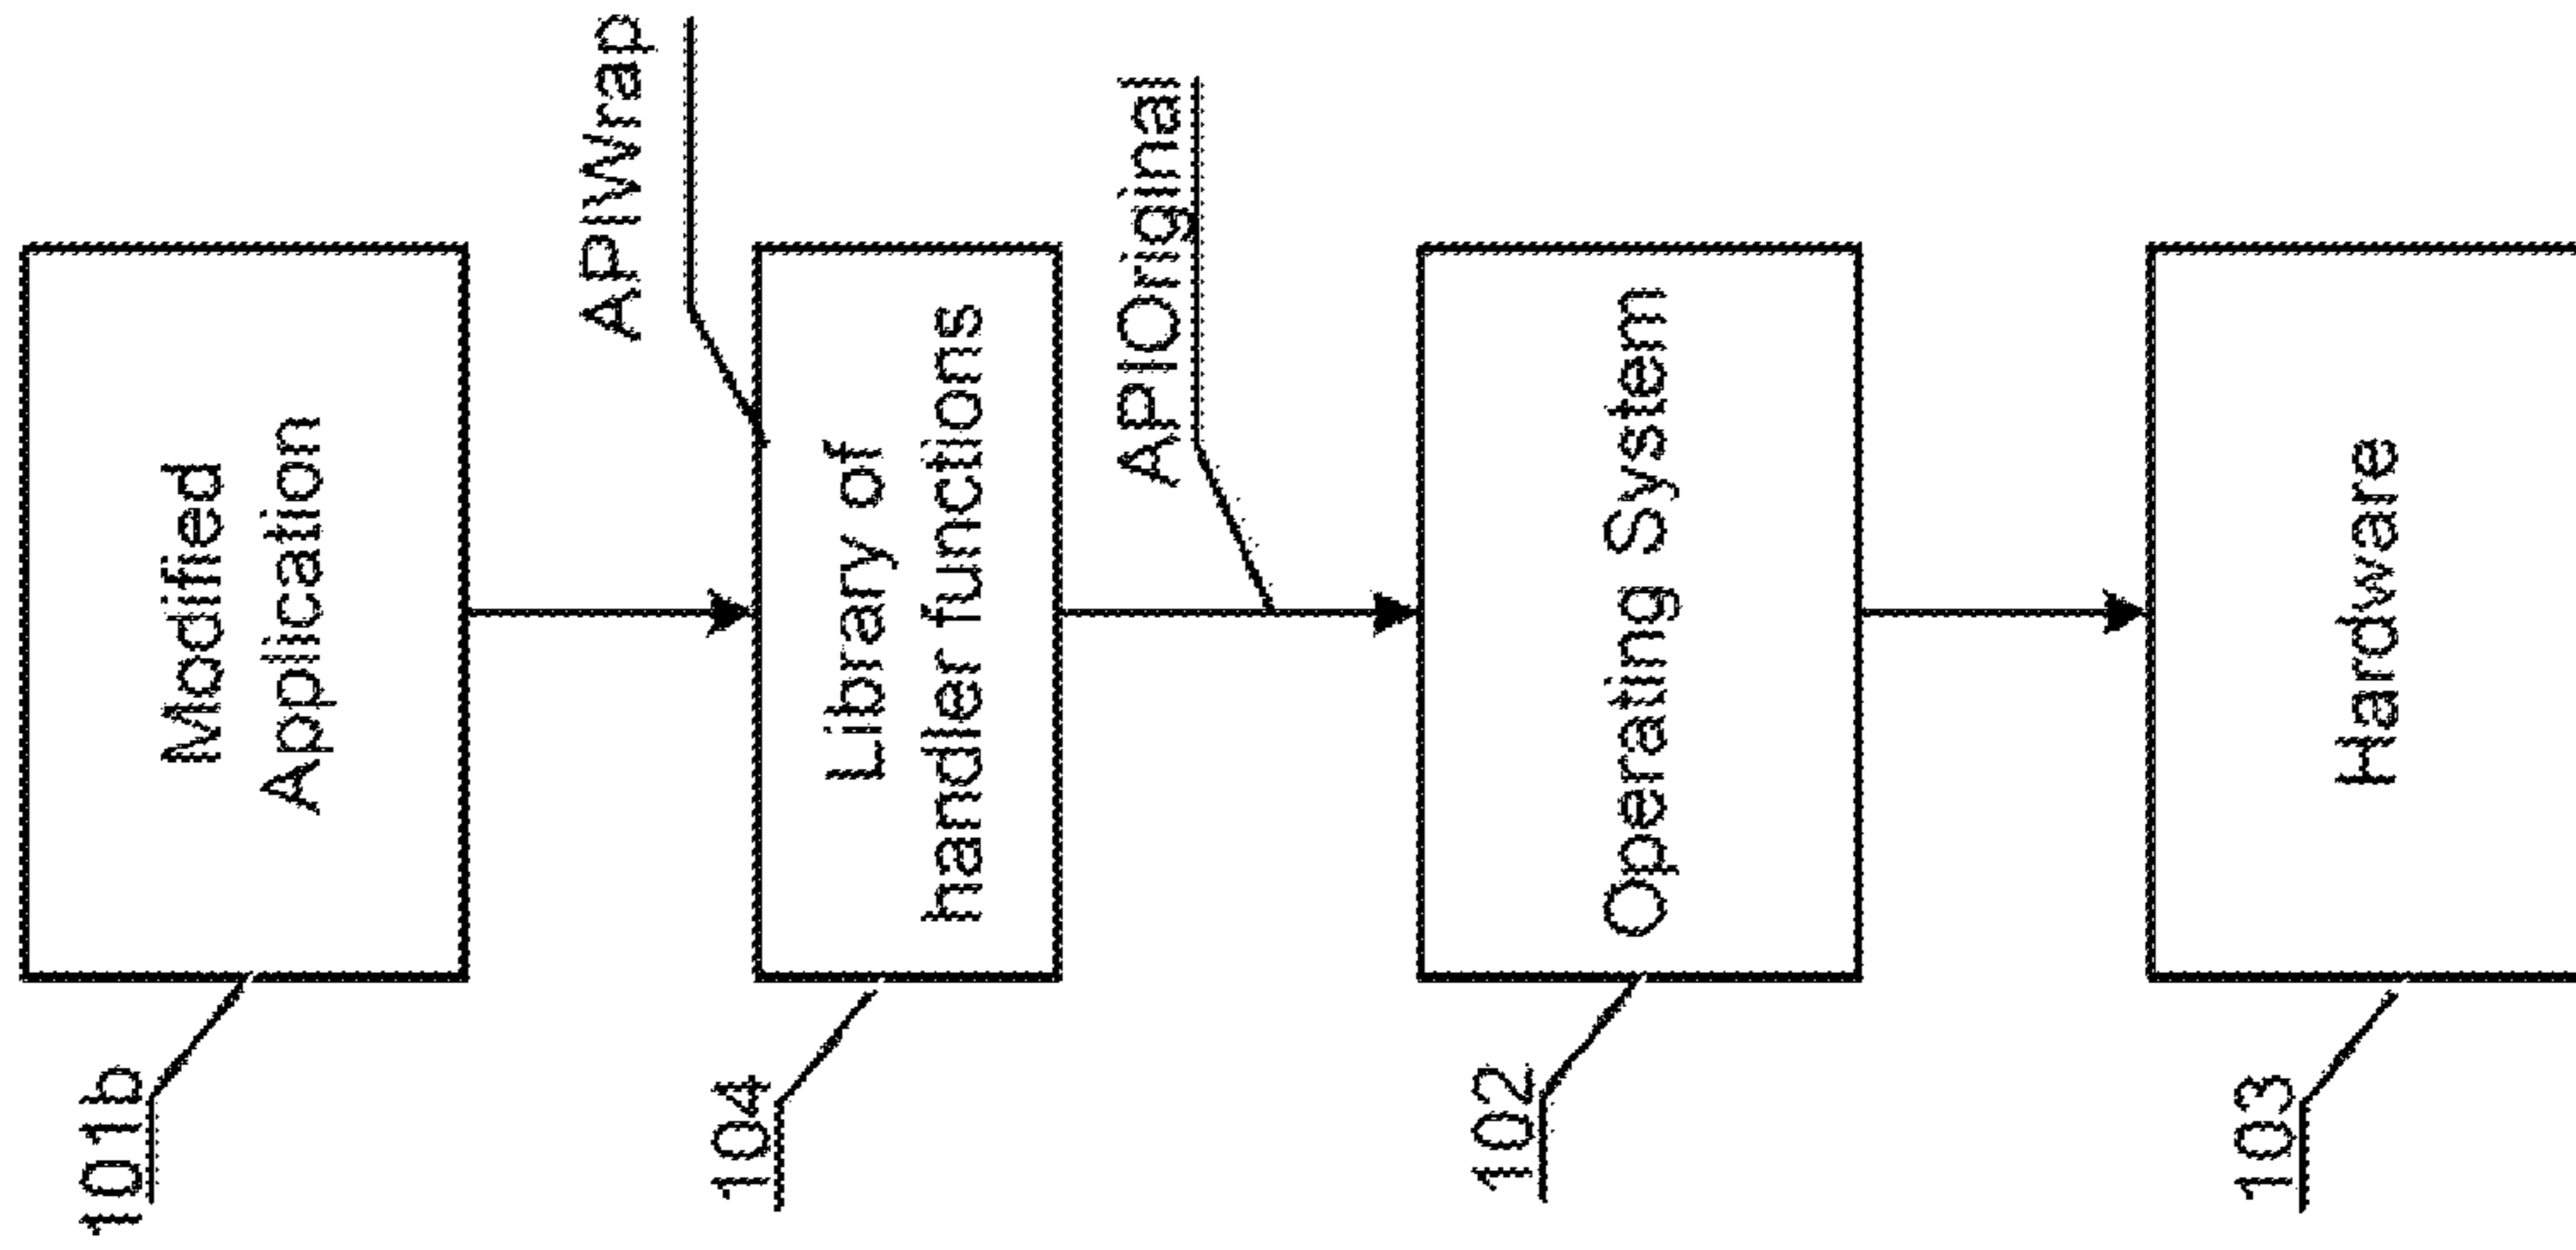 101b
Modified
Application
APIWrap
104
Library of
handler functions
APIOriginal
102
Operating System
103
Hardware